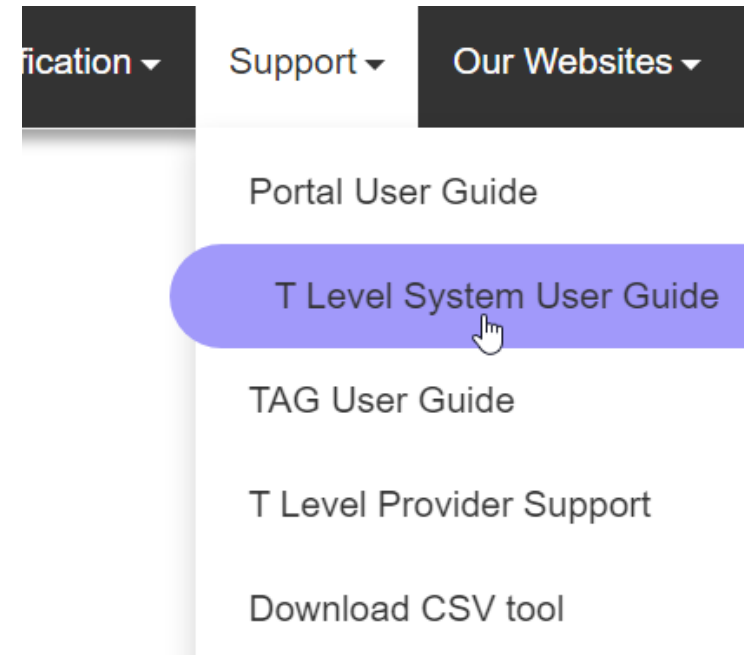 fication
Support
Our Websites
Portal User Guide
T Level System User Guide
TAG User Guide
T Level Provider Support
Download CSV tool